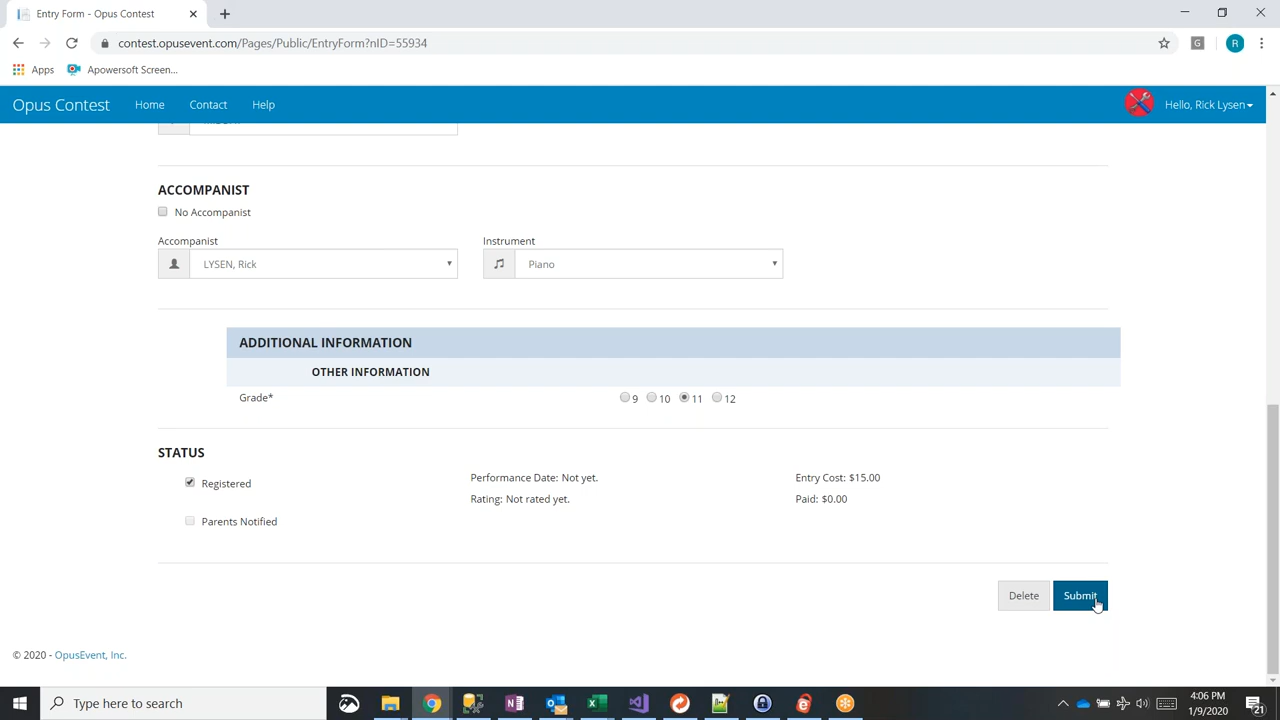 Entry Form - Opus Contest
contest.opusevent.com/Pages/Public/EntryForm?nID=55934
G
R
Apps
Apowersoft Screen...
Opus Contest
Home
Contact
Help
Hello, Rick Lysen
ACCOMPANIST
No Accompanist
Accompanist
Instrument
LYSEN, Rick
Piano
ADDITIONAL INFORMATION
OTHER INFORMATION
Grade*
9 10 11 12
STATUS
Registered
Performance Date: Not yet.
Entry Cost: $15.00
Rating: Not rated yet.
Paid: $0.00
Parents Notified
Delete
Submit
© 2020 - OpusEvent, Inc.
Type here to search
4:06 PM
1/9/2020
21